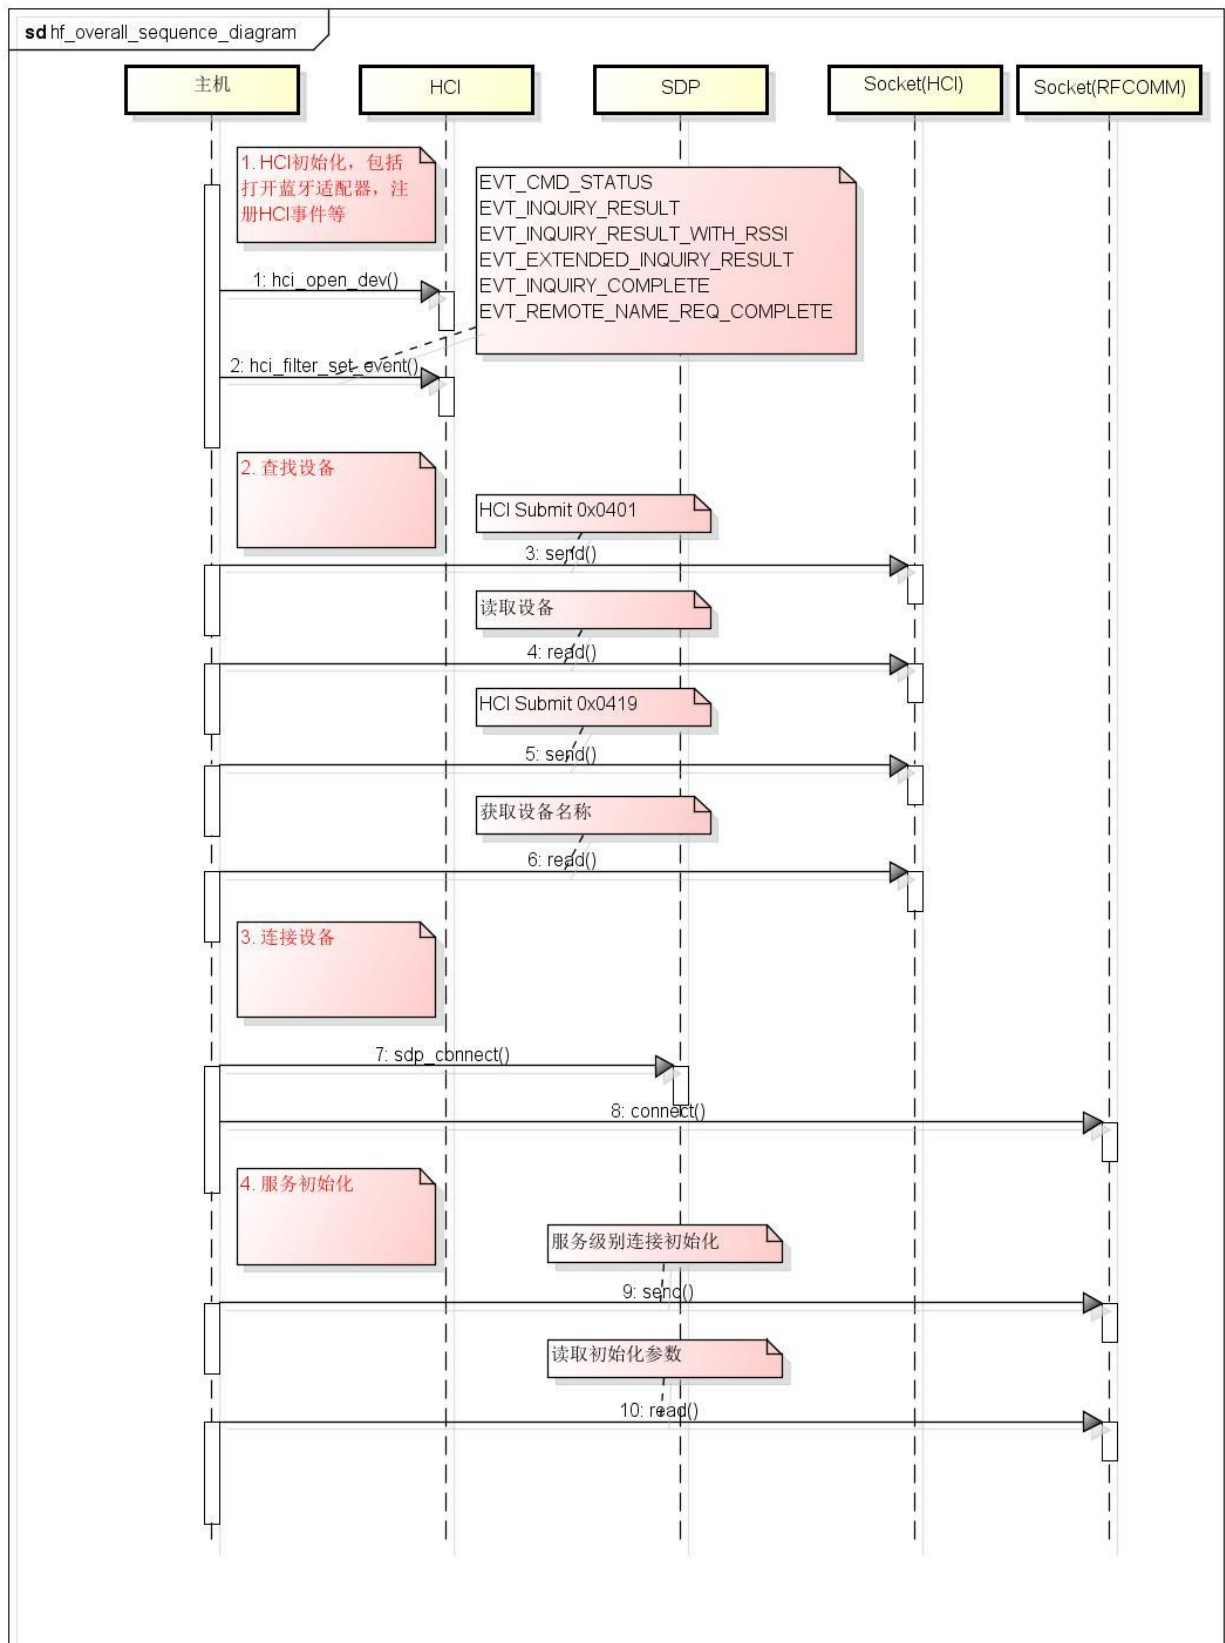 sd hf_overall_sequence_diagram
主机
HCI
SDP
Socket(HCI)
Socket(RFCOMM)
1. HCI初始化，包括
打开蓝牙适配器，注
册HCI事件等
EVT_CMD_STATUS
EVT_INQUIRY_RESULT
EVT_INQUIRY_RESULT_WITH_RSSI
EVT_EXTENDED_INQUIRY_RESULT
EVT_INQUIRY_COMPLETE
EVT_REMOTE_NAME_REQ_COMPLETE
1: hci_open_dev()
2: hci_filter_set_event()
2. 查找设备
HCI Submit 0x0401
3: send()
读取设备
4: read()
HCI Submit 0x0419
5: send()
获取设备名称
6: read()
3. 连接设备
7: sdp_connect()
8: connect()
4. 服务初始化
服务级别连接初始化
9: send()
读取初始化参数
10: read()